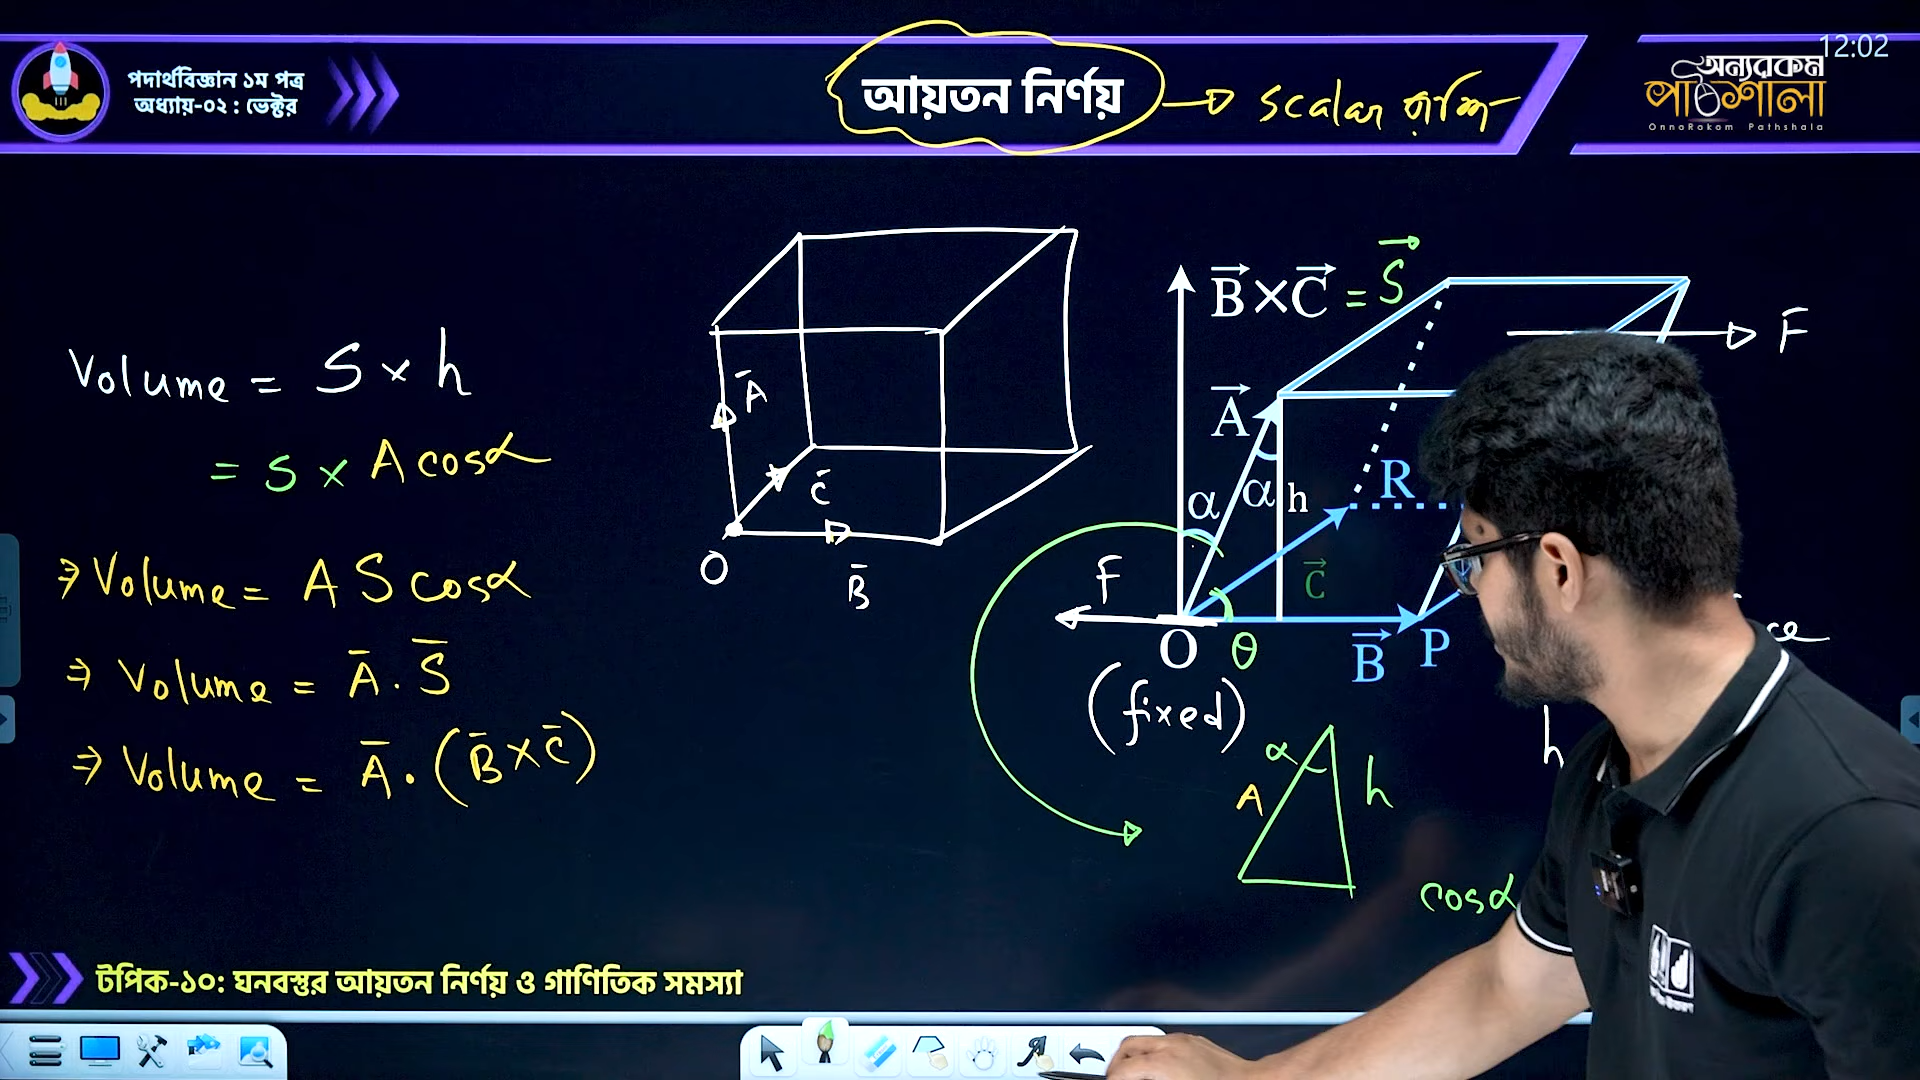 12:02
পদার্থবিজ্ঞান ১ম পত্র
অধ্যায়-০২ : ভেক্টর
আয়তন নির্ণয় → scalar রাশি
অন্যরকম
পাঠশালা
OnnoRokom Pathshala
Volume = S × h
= S × A cosα
⇒ Volume = A S cosα
⇒ Volume = A̅ . S̅
⇒ Volume = A̅ . (B̅ × C̅)
A̅
C̅
O
B̅
B⃗×C⃗ = S⃗
F̅
A⃗
R
α α h
C⃗
F
O θ B⃗ P
(fixed)
h
α
A h
cosα
টপিক-১০: ঘনবস্তুর আয়তন নির্ণয় ও গাণিতিক সমস্যা